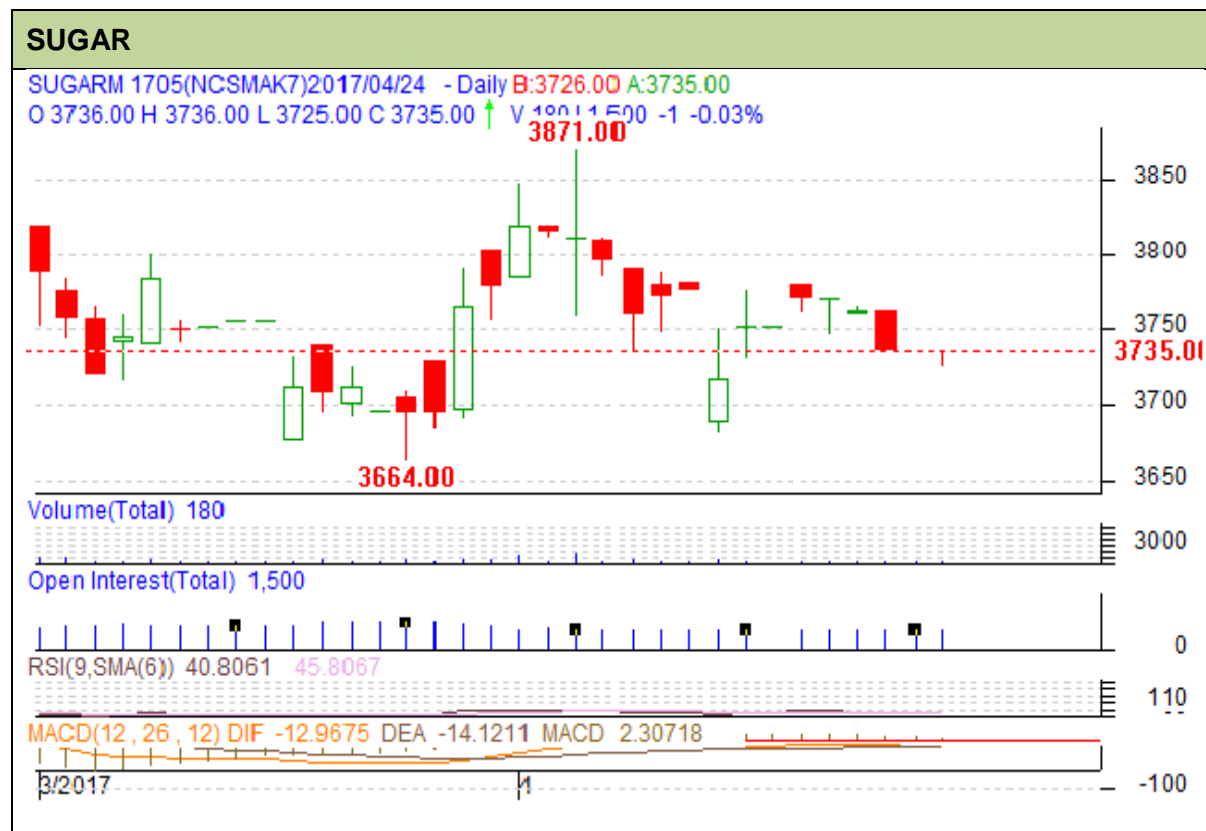 SUGAR
SUGARM 1705(NCSMAK7)2017/04/24 - Daily B:3726.00 A:3735.00
O 3736.00 H 3736.00 L 3725.00 C 3735.00 V 180 I 1,500 -1 -0.03%
3871.00
3850
3800
3750
3735.00
3700
3664.00
3650
Volume(Total) 180
3000
Open Interest(Total) 1,500
0
RSI(9,SMA(6)) 40.8061 45.8067
110
MACD(12 , 26 , 12) DIF -12.9675 DEA -14.1211 MACD 2.30718
3/2017
-100